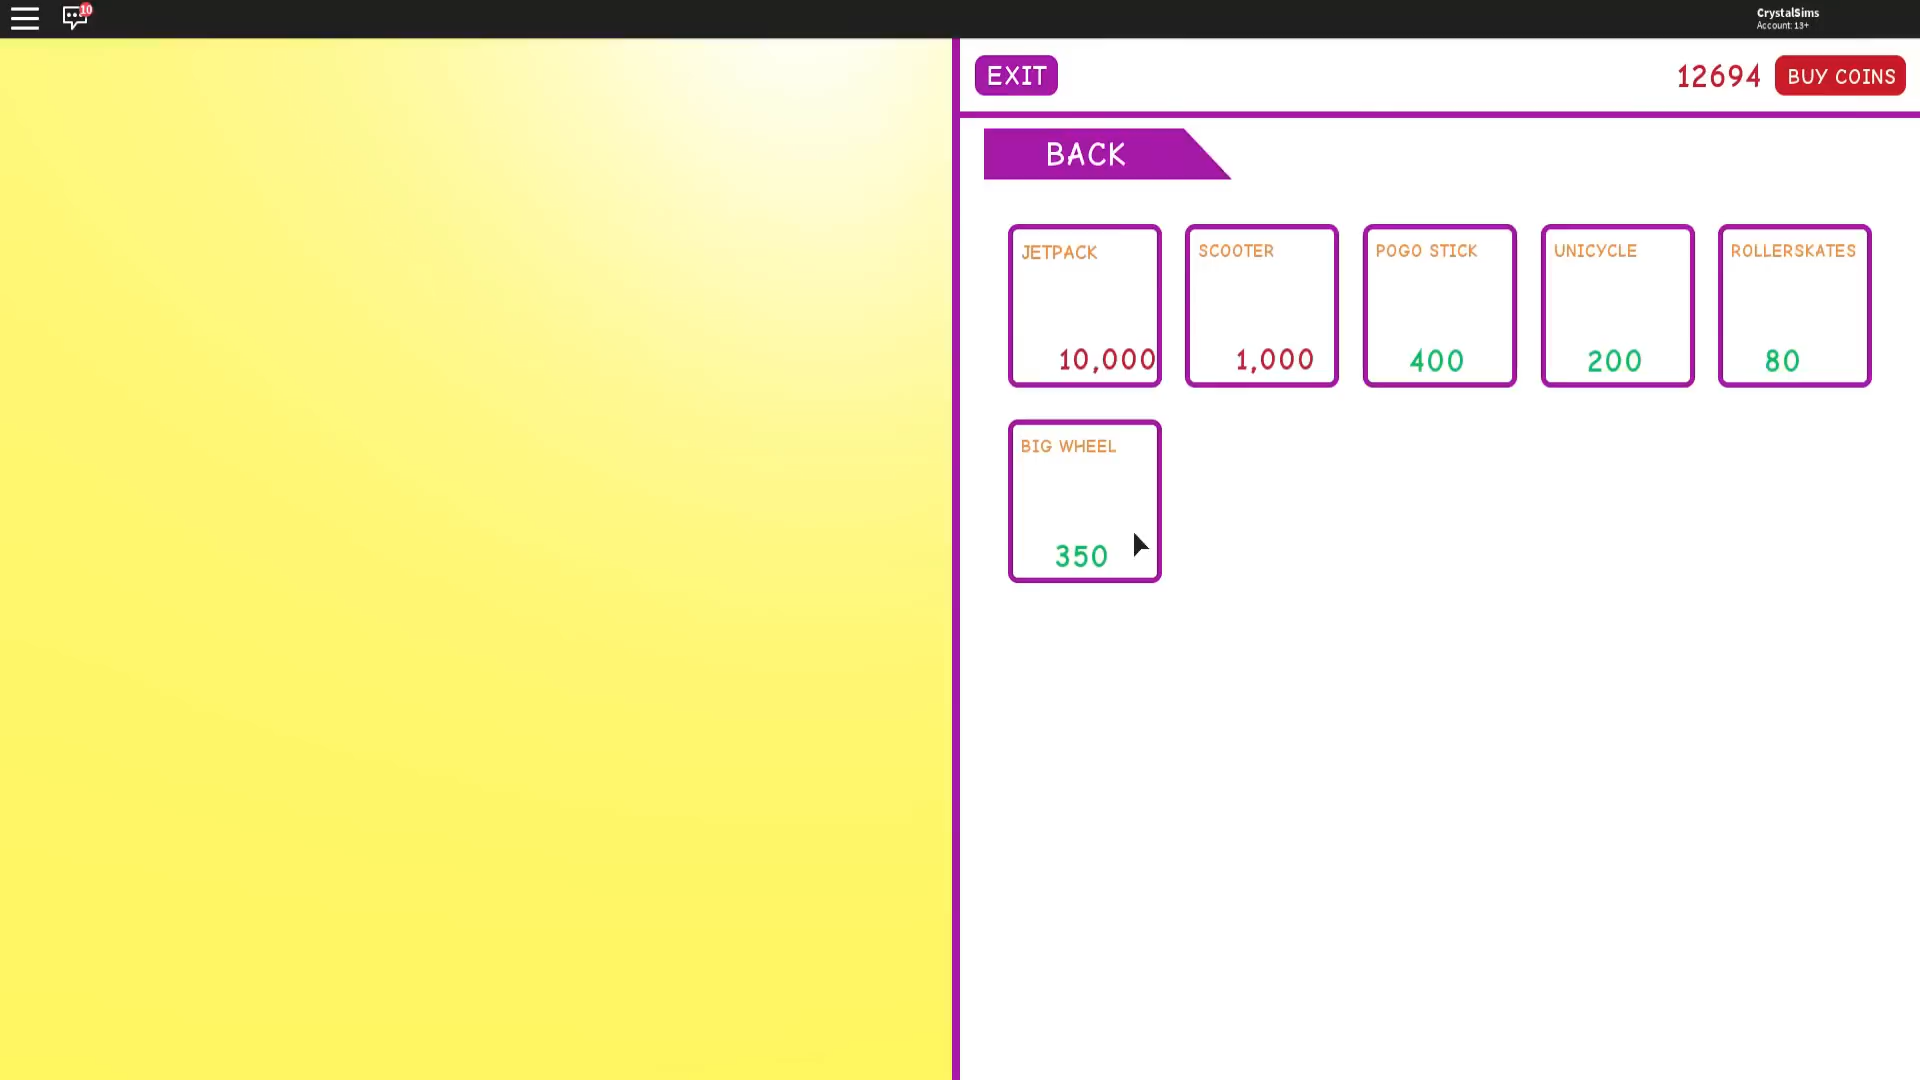 10
CrystalSims
Account: 13+
EXIT
12694
BUY COINS
BACK
JETPACK
10,000
SCOOTER
1,000
POGO STICK
400
UNICYCLE
200
ROLLERSKATES
80
BIG WHEEL
350